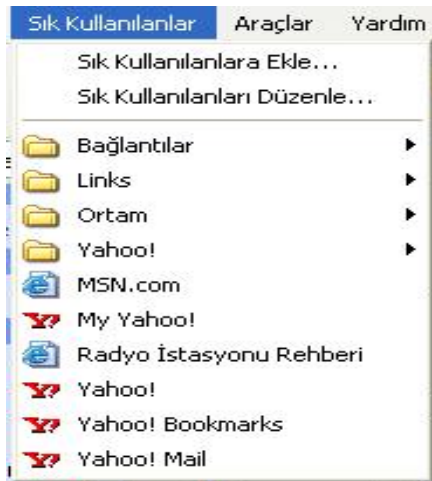 Sık Kullanılanlar Araçlar Yardım
Sık Kullanılanlara Ekle...
Sık Kullanılanları Düzenle...
Bağlantılar
Links
Ortam
Yahoo!
MSN.com
My Yahoo!
Radyo İstasyonu Rehberi
Yahoo!
Yahoo! Bookmarks
Yahoo! Mail